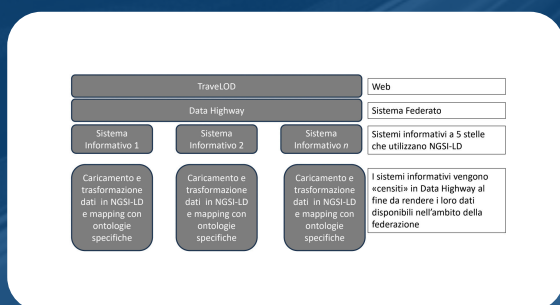 TraveLOD
Web
Data Highway
Sistema Federato
Sistema
Informativo 1
Sistema
Informativo 2
Sistema
Informativo n
Sistemi informativi a 5 stelle
che utilizzano NGSI-LD
Caricamento e
trasformazione
dati in NGSI-LD
e mapping con
ontologie
specifiche
Caricamento e
trasformazione
dati in NGSI-LD
e mapping con
ontologie
specifiche
Caricamento e
trasformazione
dati in NGSI-LD
e mapping con
ontologie
specifiche
I sistemi informativi vengono
«censiti» in Data Highway al
fine da rendere i loro dati
disponibili nell'ambito della
federazione